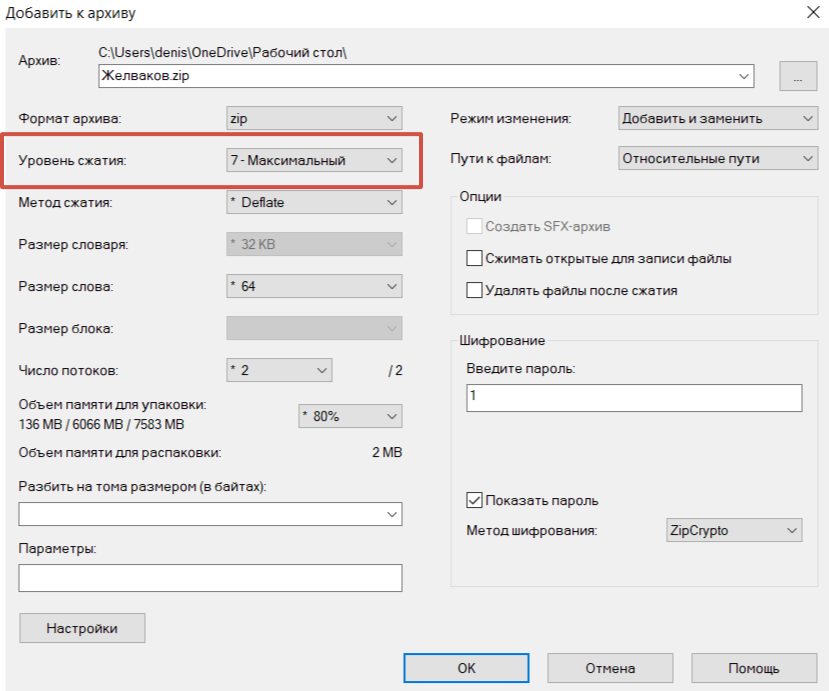 Добавить к архиву
Архив:
C:\Users\denis\OneDrive\Рабочий стол\
Желваков.zip
...
Формат архива:
zip
Уровень сжатия:
7 - Максимальный
Метод сжатия:
* Deflate
Размер словаря:
* 32 KB
Размер слова:
* 64
Размер блока:
Число потоков:
* 2
/ 2
Объем памяти для упаковки:
136 MB / 6066 MB / 7583 MB
* 80%
Объем памяти для распаковки:
2 MB
Разбить на тома размером (в байтах):
Параметры:
Настройки
Режим изменения:
Добавить и заменить
Пути к файлам:
Относительные пути
Опции
Создать SFX-архив
Сжимать открытые для записи файлы
Удалять файлы после сжатия
Шифрование
Введите пароль:
1
Показать пароль
Метод шифрования:
ZipCrypto
OK
Отмена
Помощь